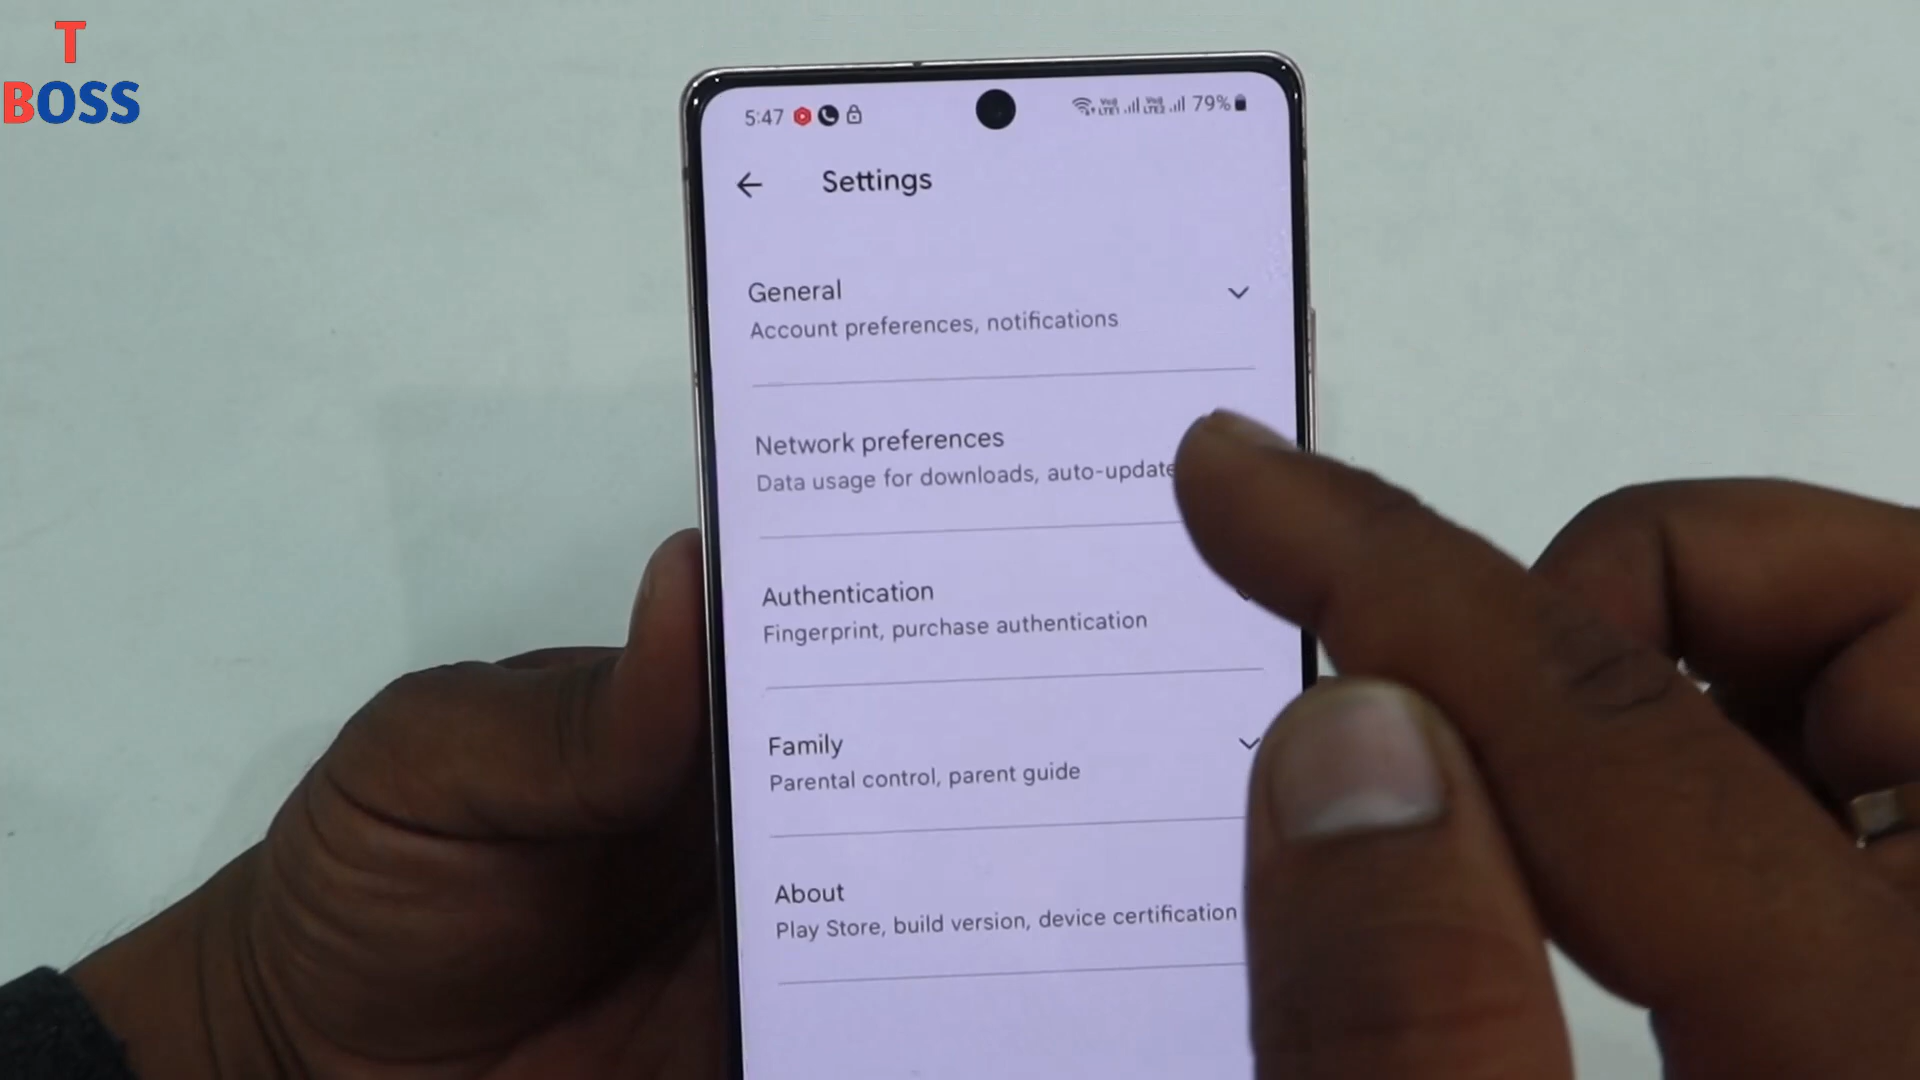 T
BOSS
5:47
79%
Settings
General
Account preferences, notifications
Network preferences
Data usage for downloads, auto-update
Authentication
Fingerprint, purchase authentication
Family
Parental control, parent guide
About
Play Store, build version, device certification